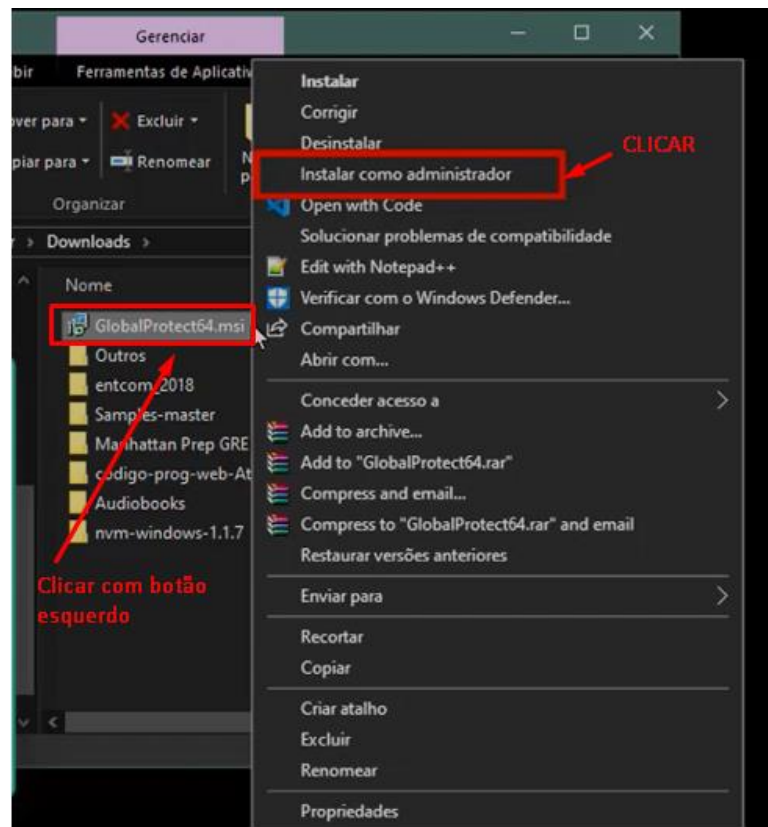 Gerenciar
bir Ferramentas de Aplicativ
over para Excluir
piar para Renomear N
p
Organizar
r > Downloads >
Nome
GlobalProtect64.msi
Outros
entcom_2018
Samples-master
Manhattan Prep GRE
codigo-prog-web-At
Audiobooks
nvm-windows-1.1.7
Clicar com botão
esquerdo
Instalar
Corrigir
Desinstalar
CLICAR
Instalar como administrador
Open with Code
Solucionar problemas de compatibilidade
Edit with Notepad++
Verificar com o Windows Defender...
Compartilhar
Abrir com...
Conceder acesso a
Add to archive...
Add to "GlobalProtect64.rar"
Compress and email...
Compress to "GlobalProtect64.rar" and email
Restaurar versões anteriores
Enviar para
Recortar
Copiar
Criar atalho
Excluir
Renomear
Propriedades